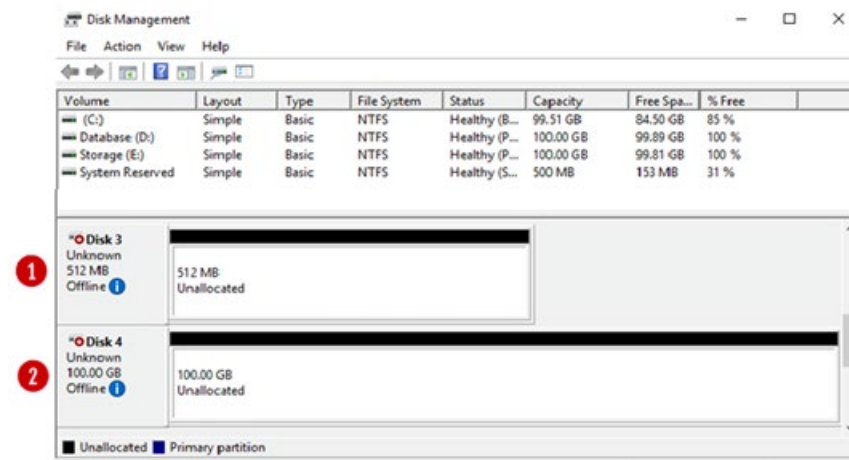 Disk Management
File Action View Help
Volume Layout Type File System Status Capacity Free Spa... % Free
(C:) Simple Basic NTFS Healthy (B... 99.51 GB 84.50 GB 85 %
Database (D:) Simple Basic NTFS Healthy (P... 100.00 GB 99.89 GB 100 %
Storage (E:) Simple Basic NTFS Healthy (P... 100.00 GB 99.81 GB 100 %
System Reserved Simple Basic NTFS Healthy (S... 500 MB 153 MB 31 %
1
Disk 3
Unknown
512 MB
Offline
512 MB
Unallocated
2
Disk 4
Unknown
100.00 GB
Offline
100.00 GB
Unallocated
Unallocated Primary partition